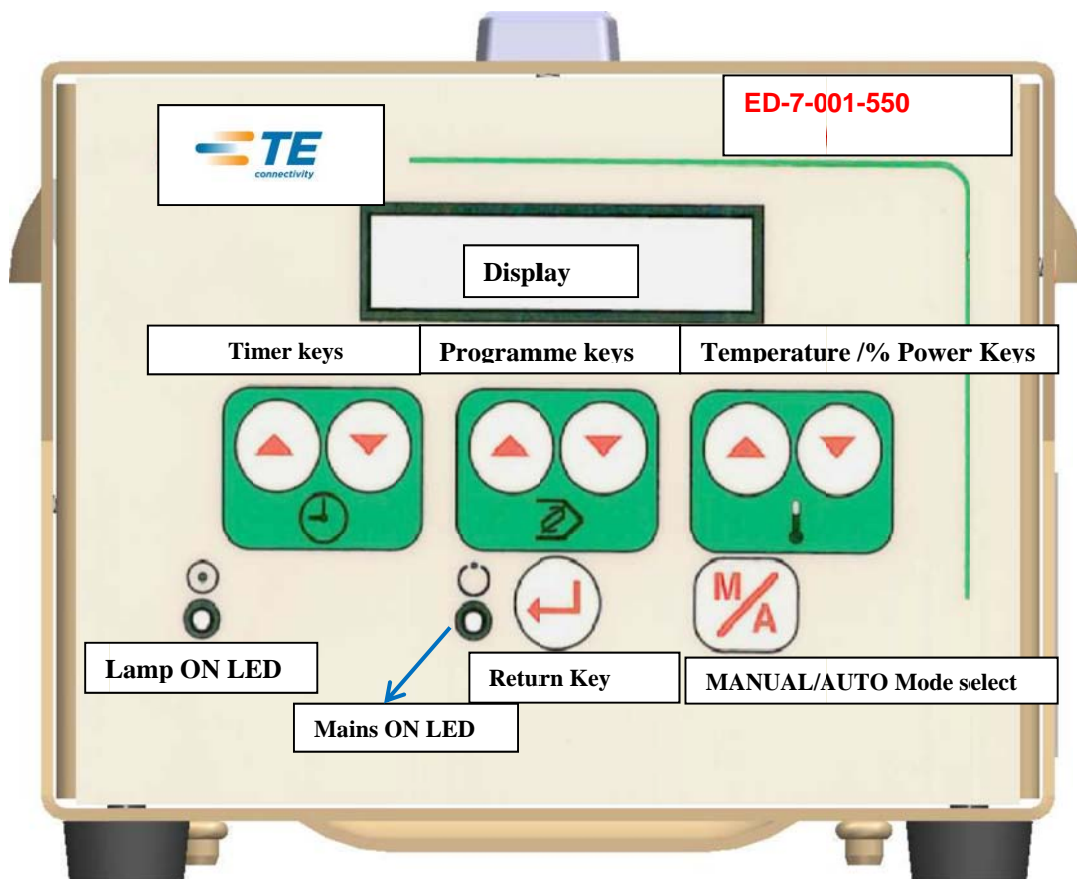 ED-7-001-550
TE
connectivity
Display
Timer keys
Programme keys
Temperature /% Power Keys
M/A
Lamp ON LED
Return Key
MANUAL/AUTO Mode select
Mains ON LED